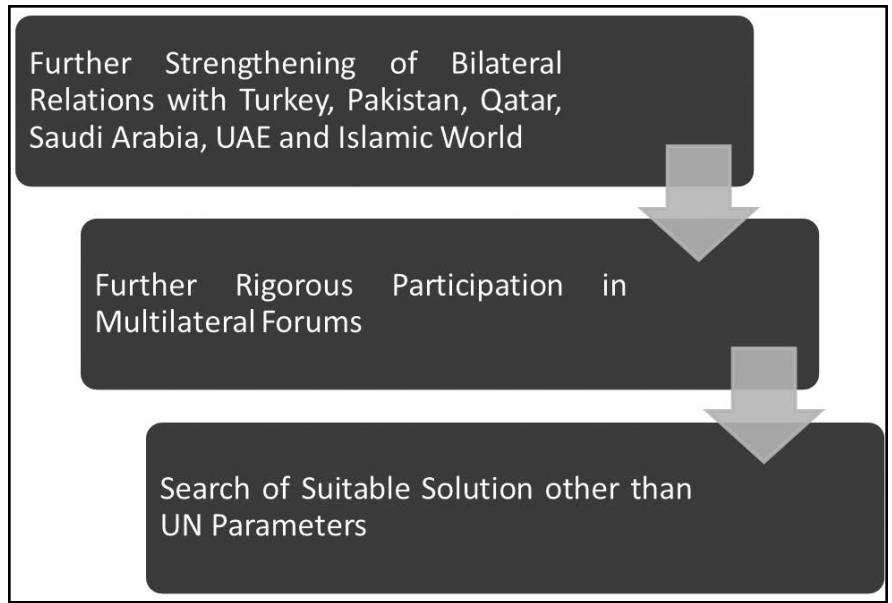 Further Strengthening of Bilateral
Relations with Turkey, Pakistan, Qatar,
Saudi Arabia, UAE and Islamic World
Further Rigorous Participation in
Multilateral Forums
Search of Suitable Solution other than
UN Parameters